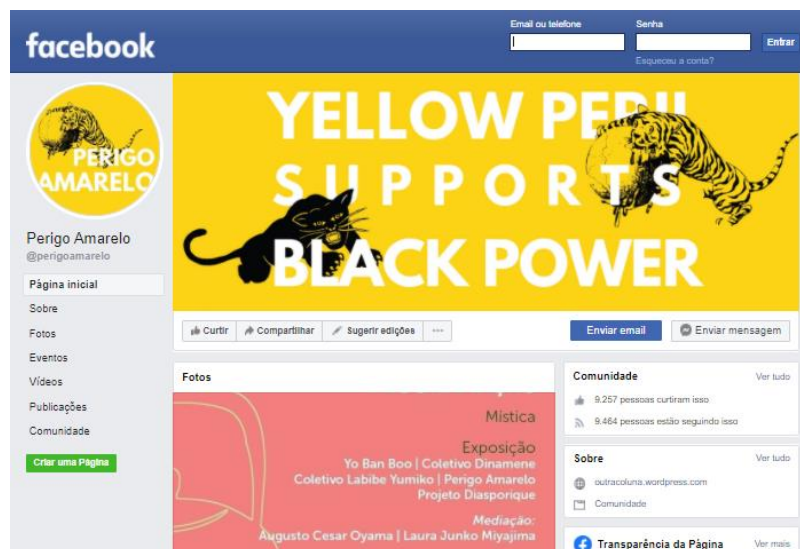 facebook
Email ou telefone
Senha
Entrar
Esqueceu a conta?
PERIGO
AMARELO
YELLOW PERIL
SUPPORTS
BLACK POWER
Perigo Amarelo
@perigoamarelo
Página inicial
Sobre
Fotos
Eventos
Vídeos
Publicações
Comunidade
Criar uma Página
Curtir
Compartilhar
Sugerir edições
Enviar email
Enviar mensagem
Fotos
Mística
Exposição
Yo Ban Boo | Coletivo Dinamene
Coletivo Labibe Yumiko | Perigo Amarelo
Projeto Diasporique
Mediação:
Augusto Cesar Oyama | Laura Junko Miyajima
Comunidade
Ver tudo
9.257 pessoas curtiram isso
9.464 pessoas estão seguindo isso
Sobre
Ver tudo
outracoluna.wordpress.com
Comunidade
Transparência da Página
Ver mais